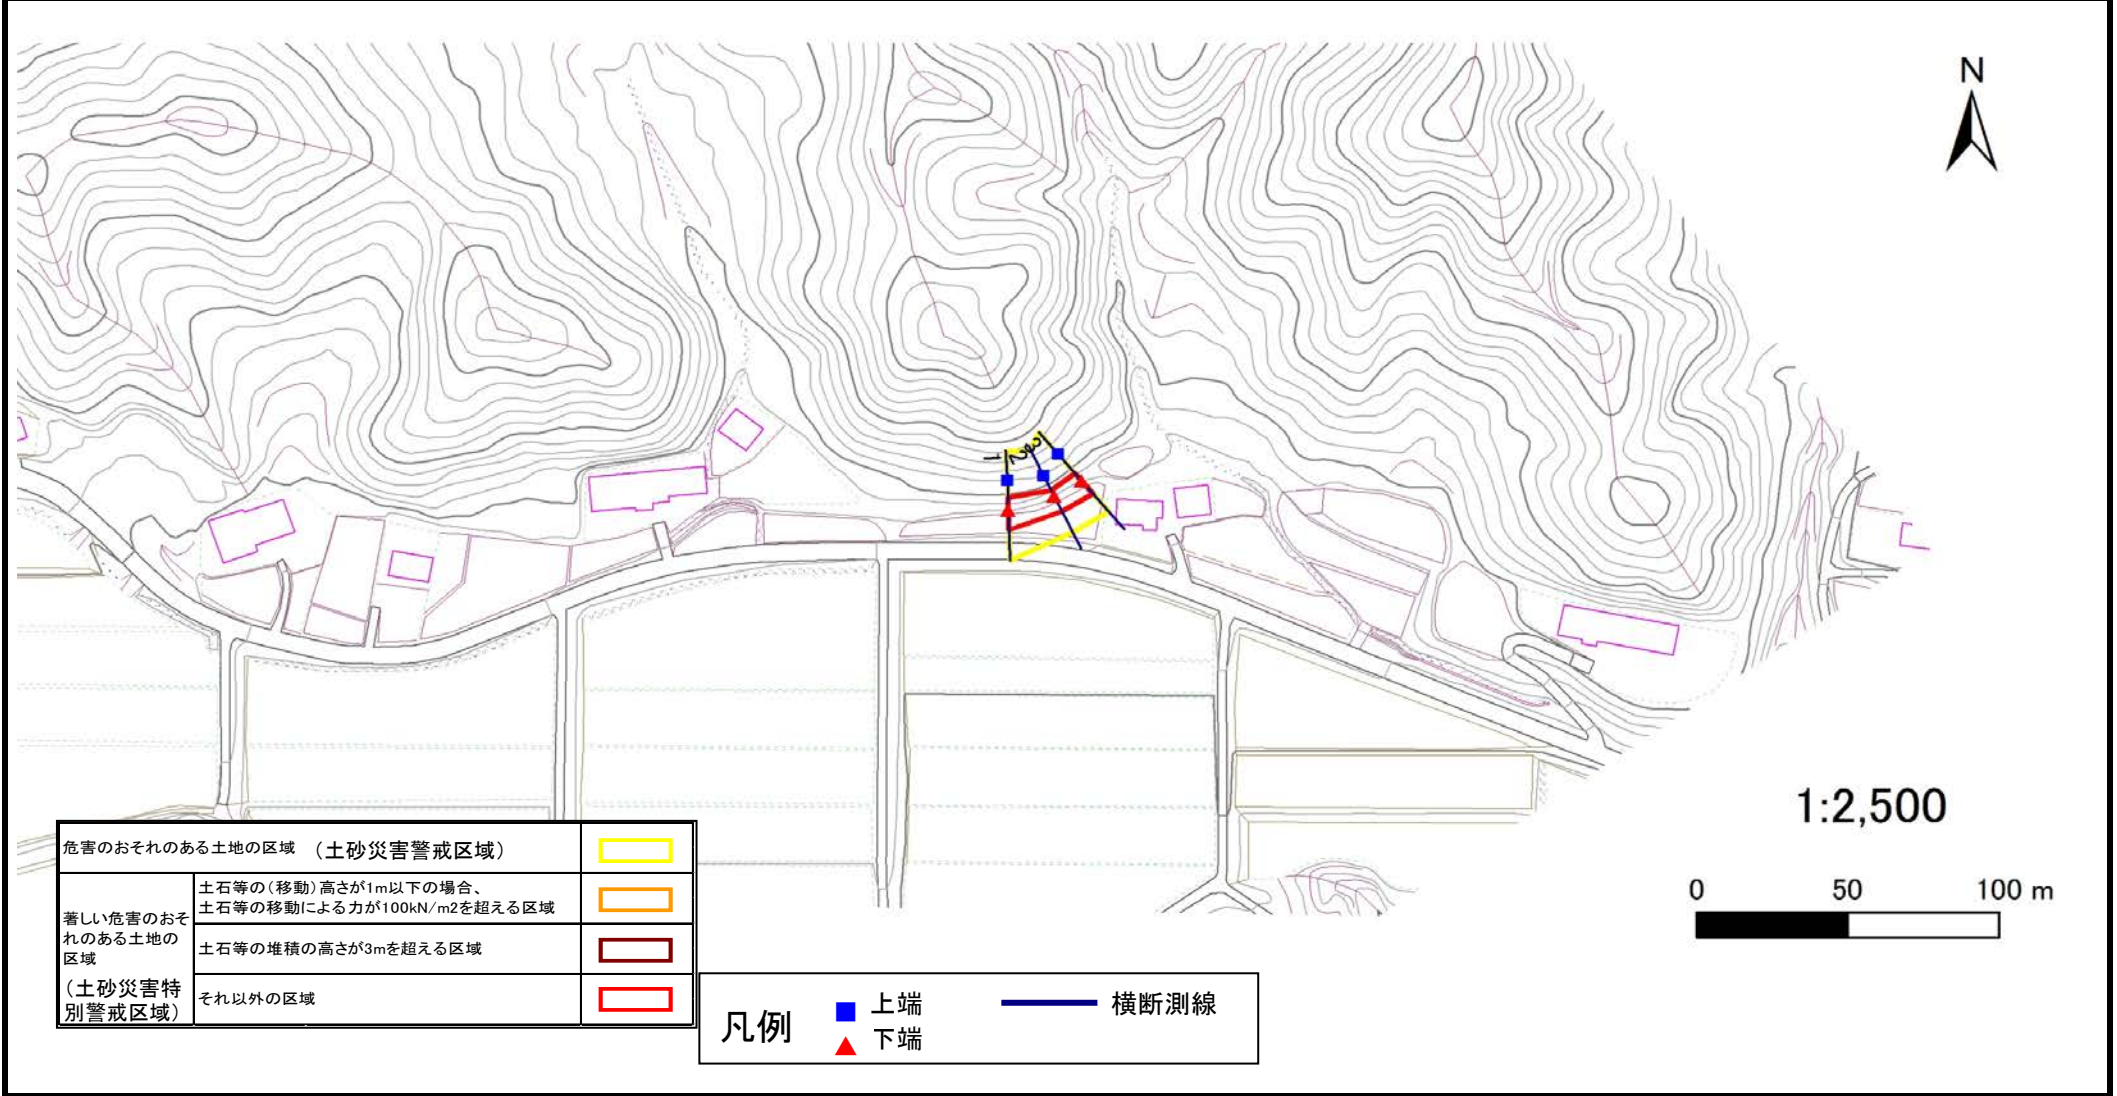 N
1
2
3
1:2,500
0 50 100 m
危害のおそれのある土地の区域 （土砂災害警戒区域）
著しい危害のおそ
れのある土地の
区域
（土砂災害特
別警戒区域）
土石等の（移動）高さが1m以下の場合、
土石等の移動による力が100kN/m2を超える区域
土石等の堆積の高さが3mを超える区域
それ以外の区域
凡例
上端
下端
横断測線